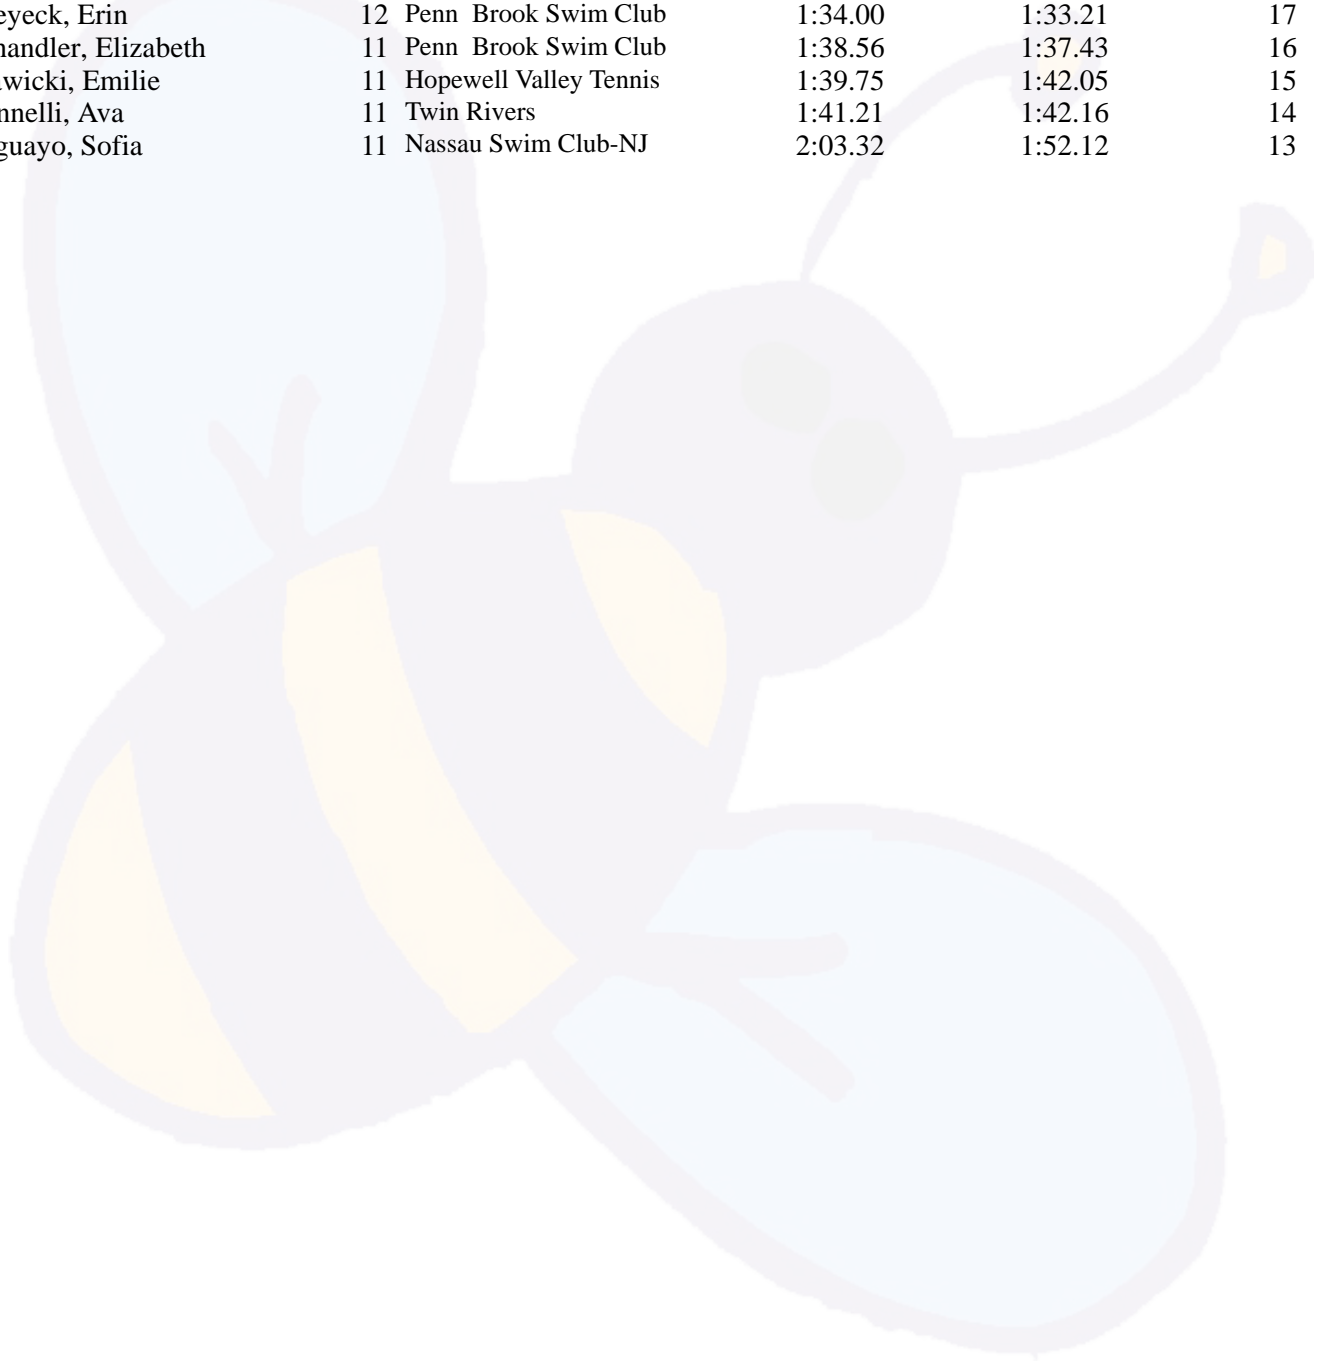 eyeck, Erin 12 Penn Brook Swim Club 1:34.00 1:33.21 17
handler, Elizabeth 11 Penn Brook Swim Club 1:38.56 1:37.43 16
awicki, Emilie 11 Hopewell Valley Tennis 1:39.75 1:42.05 15
nnelli, Ava 11 Twin Rivers 1:41.21 1:42.16 14
guayo, Sofia 11 Nassau Swim Club-NJ 2:03.32 1:52.12 13